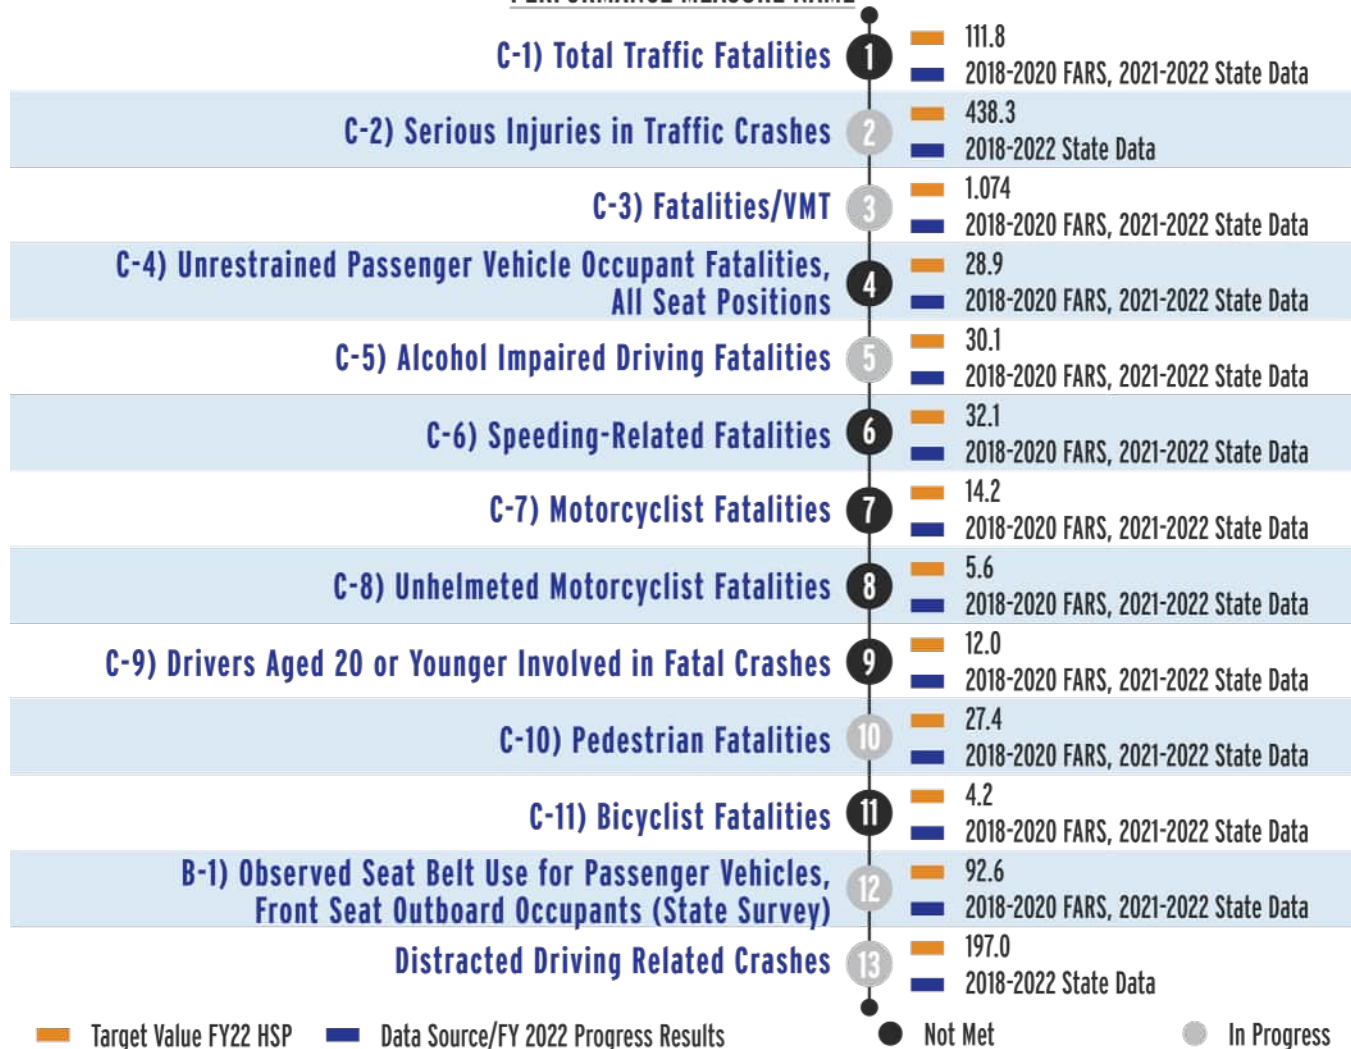 PERFORMANCE MEASURE NAME
C-1) Total Traffic Fatalities
1
111.8
2018-2020 FARS, 2021-2022 State Data
C-2) Serious Injuries in Traffic Crashes
2
438.3
2018-2022 State Data
C-3) Fatalities/VMT
3
1.074
2018-2020 FARS, 2021-2022 State Data
C-4) Unrestrained Passenger Vehicle Occupant Fatalities,
All Seat Positions
4
28.9
2018-2020 FARS, 2021-2022 State Data
C-5) Alcohol Impaired Driving Fatalities
5
30.1
2018-2020 FARS, 2021-2022 State Data
C-6) Speeding-Related Fatalities
6
32.1
2018-2020 FARS, 2021-2022 State Data
C-7) Motorcyclist Fatalities
7
14.2
2018-2020 FARS, 2021-2022 State Data
C-8) Unhelmeted Motorcyclist Fatalities
8
5.6
2018-2020 FARS, 2021-2022 State Data
C-9) Drivers Aged 20 or Younger Involved in Fatal Crashes
9
12.0
2018-2020 FARS, 2021-2022 State Data
C-10) Pedestrian Fatalities
10
27.4
2018-2020 FARS, 2021-2022 State Data
C-11) Bicyclist Fatalities
11
4.2
2018-2020 FARS, 2021-2022 State Data
B-1) Observed Seat Belt Use for Passenger Vehicles,
Front Seat Outboard Occupants (State Survey)
12
92.6
2018-2020 FARS, 2021-2022 State Data
Distracted Driving Related Crashes
13
197.0
2018-2022 State Data
Target Value FY22 HSP
Data Source/FY 2022 Progress Results
Not Met
In Progress